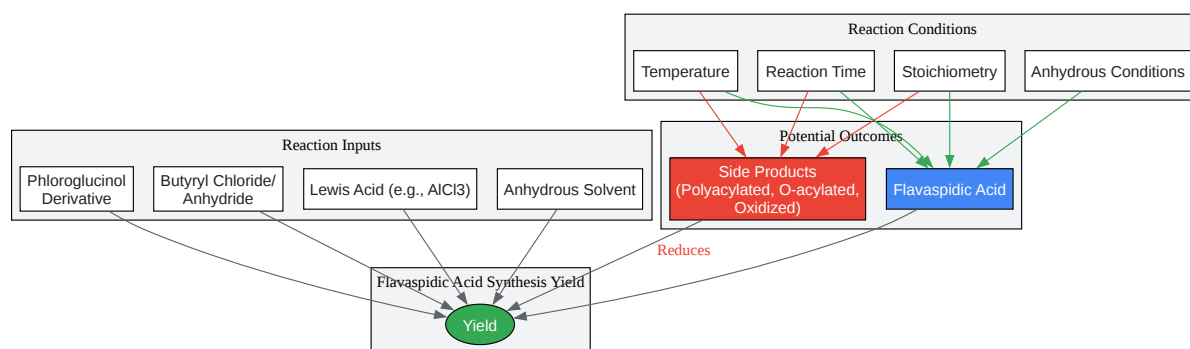 Reaction Conditions
Temperature
Reaction Time
Stoichiometry
Anhydrous Conditions
Reaction Inputs
Phloroglucinol
Derivative
Butyryl Chloride/
Anhydride
Lewis Acid (e.g., AlCl3)
Anhydrous Solvent
Potential Outcomes
Side Products
(Polyacylated, O-acylated,
Oxidized)
Flavaspidic Acid
Reduces
Flavaspidic Acid Synthesis Yield
Yield